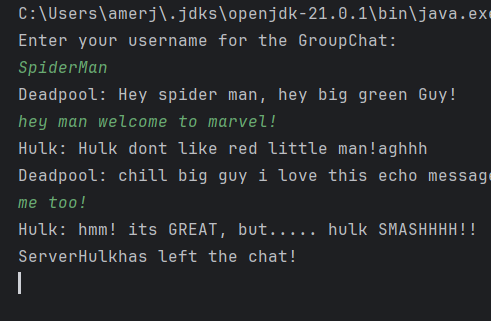 C:\Users\amerj\.jdks\openjdk-21.0.1\bin\java.exe
Enter your username for the GroupChat:
SpiderMan
Deadpool: Hey spider man, hey big green Guy!
hey man welcome to marvel!
Hulk: Hulk dont like red little man!aghhh
Deadpool: chill big guy i love this echo message
me too!
Hulk: hmm! its GREAT, but..... hulk SMASHHHH!!
ServerHulkhas left the chat!